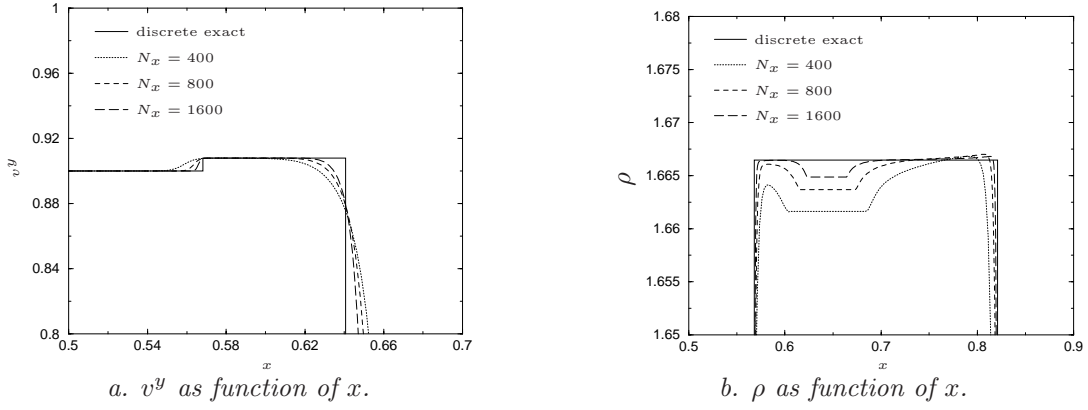 1
0.96
0.92
0.88
0.84
0.8
v^y
discrete exact
N_x = 400
N_x = 800
N_x = 1600
0.5 0.54 0.58 0.62 0.66 0.7
x
a. v^y as function of x.
1.68
1.675
1.67
1.665
1.66
1.655
1.65
ρ
discrete exact
N_x = 400
N_x = 800
N_x = 1600
0.5 0.6 0.7 0.8 0.9
x
b. ρ as function of x.